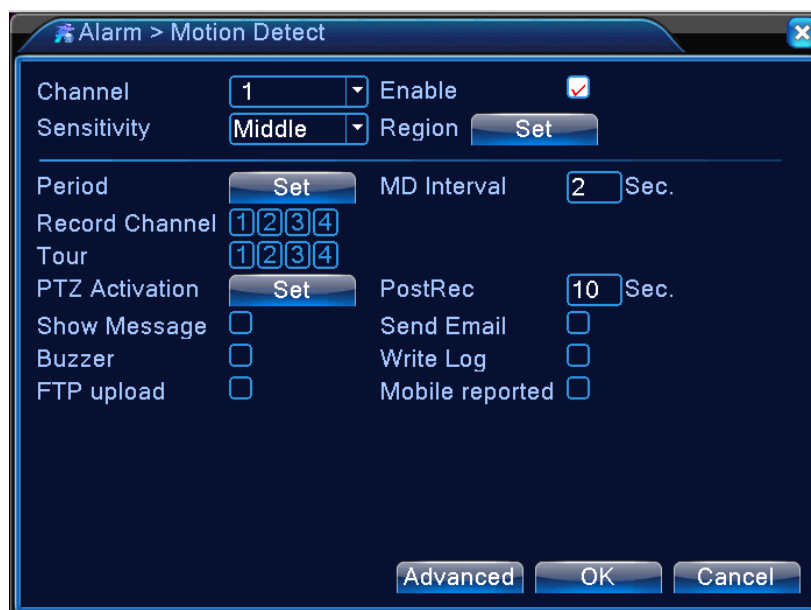 Alarm > Motion Detect
Channel 1 Enable
Sensitivity Middle Region Set
Period Set MD Interval 2 Sec.
Record Channel 1 2 3 4
Tour 1 2 3 4
PTZ Activation Set PostRec 10 Sec.
Show Message Send Email
Buzzer Write Log
FTP upload Mobile reported
Advanced OK Cancel